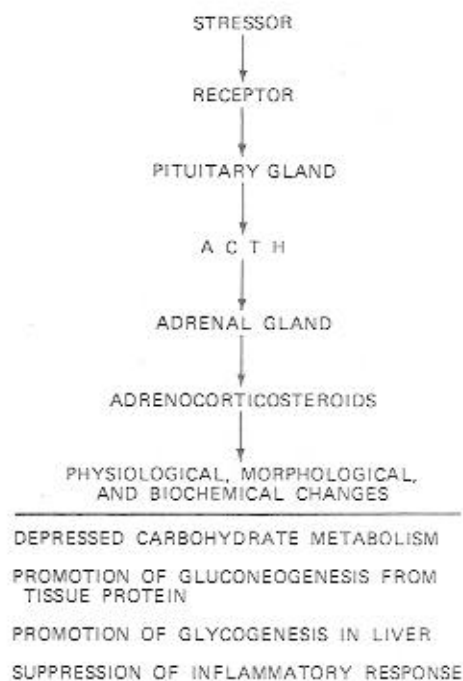 STRESSOR
RECEPTOR
PITUITARY GLAND
A C T H
ADRENAL GLAND
ADRENOCORTICOSTEROIDS
PHYSIOLOGICAL, MORPHOLOGICAL,
AND BIOCHEMICAL CHANGES
DEPRESSED CARBOHYDRATE METABOLISM
PROMOTION OF GLUCONEOGENESIS FROM
TISSUE PROTEIN
PROMOTION OF GLYCOGENESIS IN LIVER
SUPPRESSION OF INFLAMMATORY RESPONSE